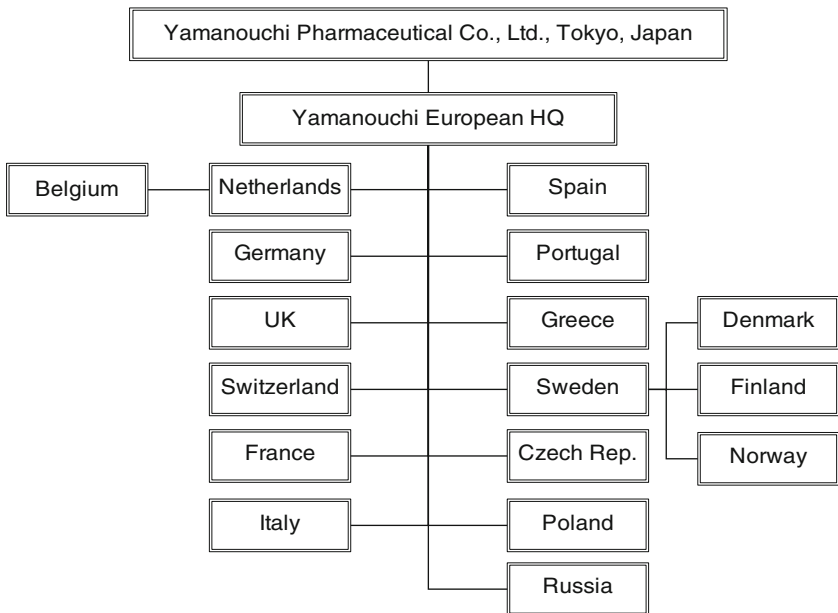 Yamanouchi Pharmaceutical Co., Ltd., Tokyo, Japan
Yamanouchi European HQ
Belgium
Netherlands
Spain
Germany
Portugal
UK
Greece
Denmark
Switzerland
Sweden
Finland
France
Czech Rep.
Norway
Italy
Poland
Russia